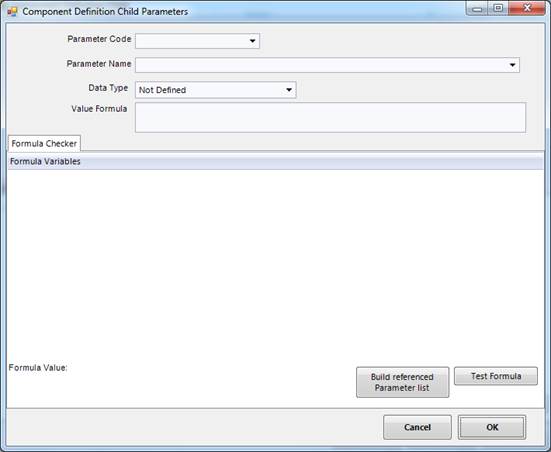 Component Definition Child Parameters
Parameter Code
Parameter Name
Data Type Not Defined
Value Formula
Formula Checker
Formula Variables
Formula Value:
Build referenced
Parameter list
Test Formula
Cancel OK